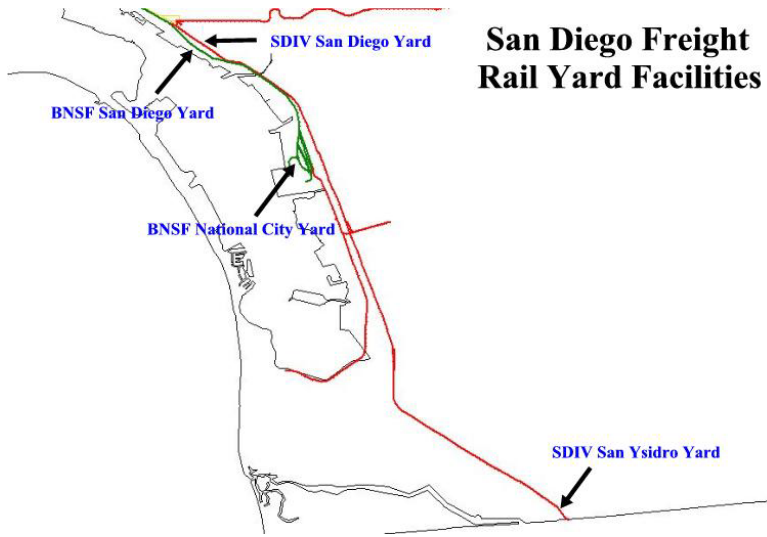 San Diego Freight
Rail Yard Facilities
SDIV San Diego Yard
BNSF San Diego Yard
BNSF National City Yard
SDIV San Ysidro Yard